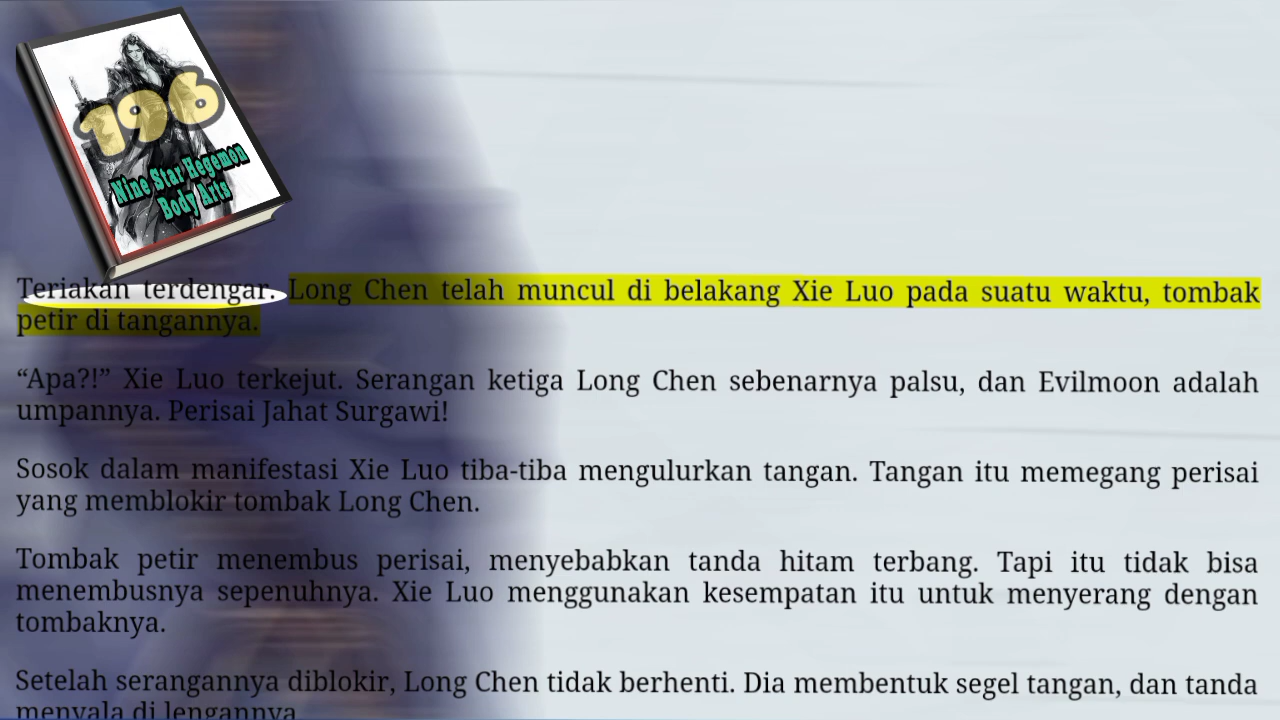 196
Nine Star Hegemon
Body Arts
Teriakan terdengar. Long Chen telah muncul di belakang Xie Luo pada suatu waktu, tombak
petir di tangannya.
“Apa?!” Xie Luo terkejut. Serangan ketiga Long Chen sebenarnya palsu, dan Evilmoon adalah
umpannya. Perisai Jahat Surgawi!
Sosok dalam manifestasi Xie Luo tiba-tiba mengulurkan tangan. Tangan itu memegang perisai
yang memblokir tombak Long Chen.
Tombak petir menembus perisai, menyebabkan tanda hitam terbang. Tapi itu tidak bisa
menembusnya sepenuhnya. Xie Luo menggunakan kesempatan itu untuk menyerang dengan
tombaknya.
Setelah serangannya diblokir, Long Chen tidak berhenti. Dia membentuk segel tangan, dan tanda
menyala di lengannya.